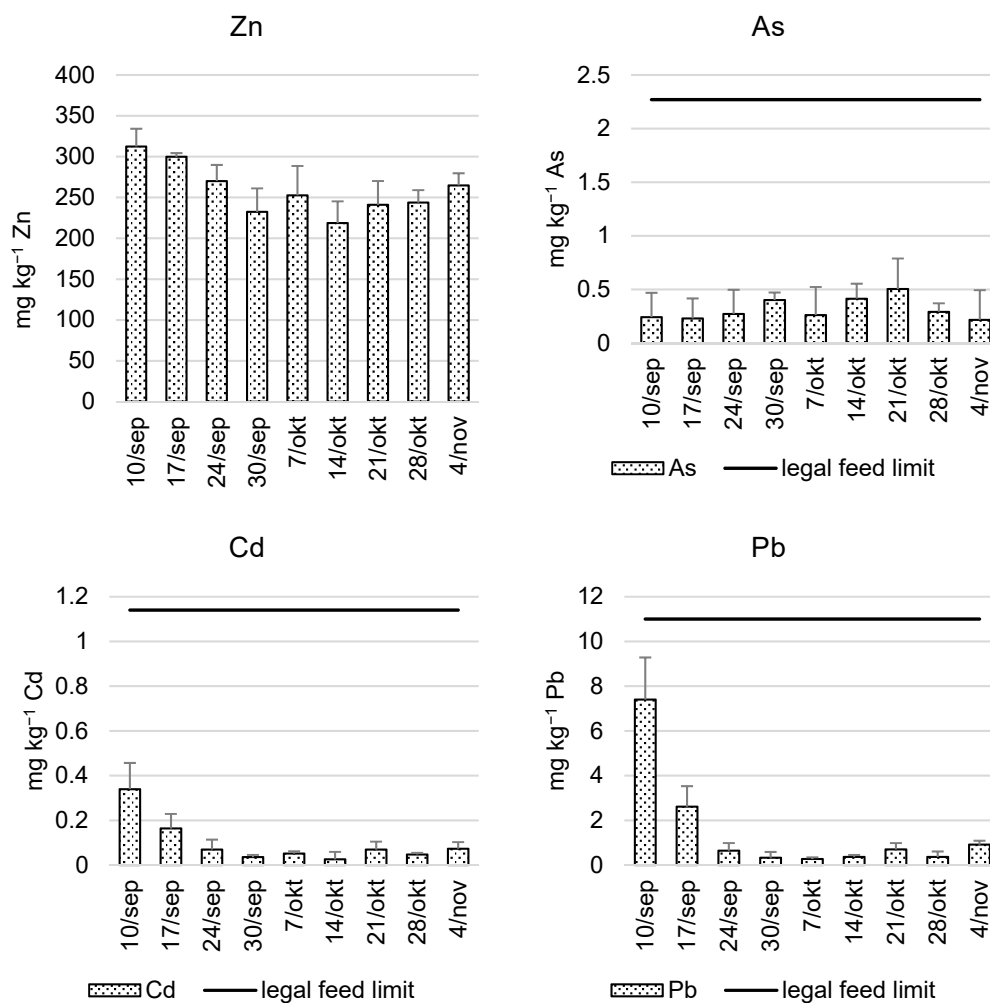 Zn
400
350
300
250
200
150
100
50
0
mg kg⁻¹ Zn
10/sep
17/sep
24/sep
30/sep
7/okt
14/okt
21/okt
28/okt
4/nov
As
2.5
2
1.5
1
0.5
0
mg kg⁻¹ As
10/sep
17/sep
24/sep
30/sep
7/okt
14/okt
21/okt
28/okt
4/nov
As legal feed limit
Cd
1.2
1
0.8
0.6
0.4
0.2
0
mg kg⁻¹ Cd
10/sep
17/sep
24/sep
30/sep
7/okt
14/okt
21/okt
28/okt
4/nov
Cd legal feed limit
Pb
12
10
8
6
4
2
0
mg kg⁻¹ Pb
10/sep
17/sep
24/sep
30/sep
7/okt
14/okt
21/okt
28/okt
4/nov
Pb legal feed limit